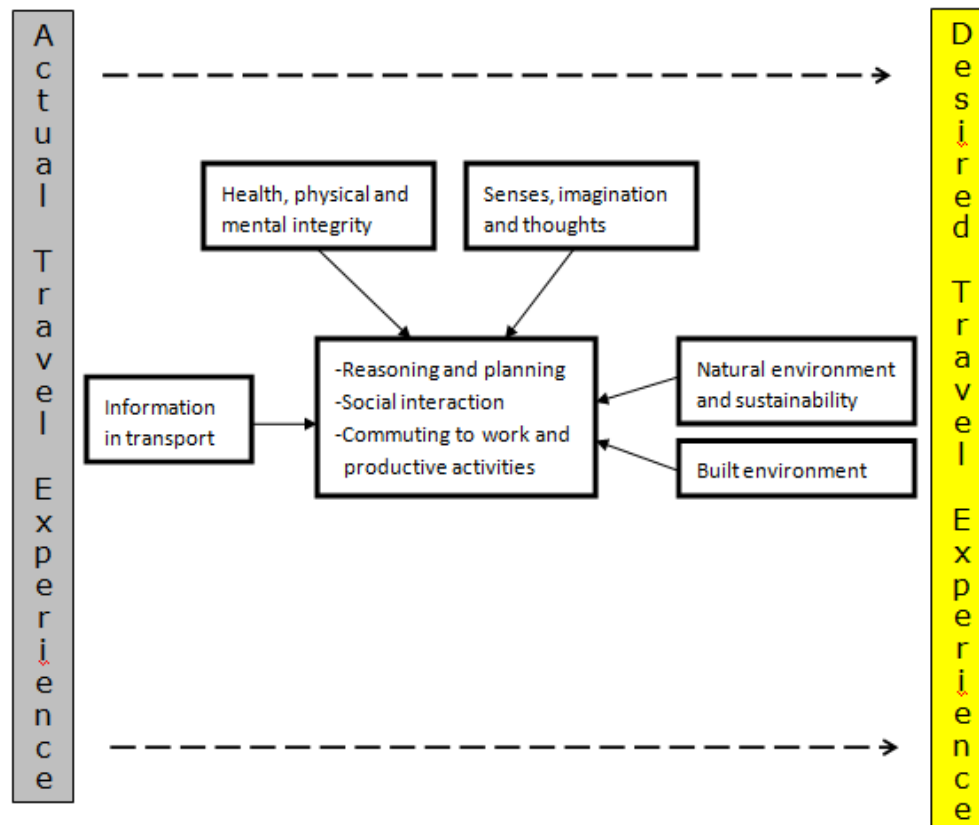 Actual Travel Experience
Health, physical and
mental integrity
Senses, imagination
and thoughts
Information
in transport
-Reasoning and planning
-Social interaction
-Commuting to work and
productive activities
Natural environment
and sustainability
Built environment
Desired Travel Experience